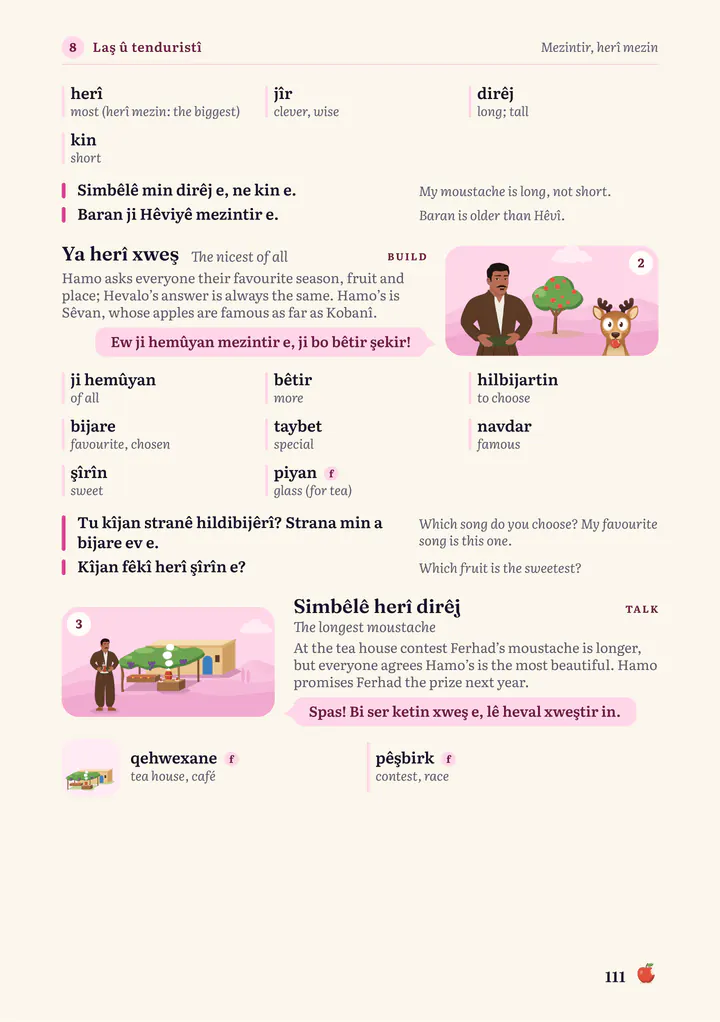 8 Laş û tenduristî
Mezintir, herî mezin
herî
most (herî mezin: the biggest)
jîr
clever, wise
dirêj
long; tall
kin
short
Simbêlê min dirêj e, ne kin e.
My moustache is long, not short.
Baran ji Hêviyê mezintir e.
Baran is older than Hêvî.
Ya herî xweş The nicest of all BUILD
Hamo asks everyone their favourite season, fruit and
place; Hevalo’s answer is always the same. Hamo’s is
Sêvan, whose apples are famous as far as Kobanî.
Ew ji hemûyan mezintir e, ji bo bêtir şekir!
2
ji hemûyan
of all
bêtir
more
hilbijartin
to choose
bijare
favourite, chosen
taybet
special
navdar
famous
şîrîn
sweet
piyan f
glass (for tea)
Tu kîjan stranê hildibijêrî? Strana min a
bijare ev e.
Which song do you choose? My favourite
song is this one.
Kîjan fêkî herî şîrîn e?
Which fruit is the sweetest?
3
Simbêlê herî dirêj TALK
The longest moustache
At the tea house contest Ferhad’s moustache is longer,
but everyone agrees Hamo’s is the most beautiful. Hamo
promises Ferhad the prize next year.
Spas! Bi ser ketin xweş e, lê heval xweştir in.
qehwexane f
tea house, café
pêşbirk f
contest, race
111